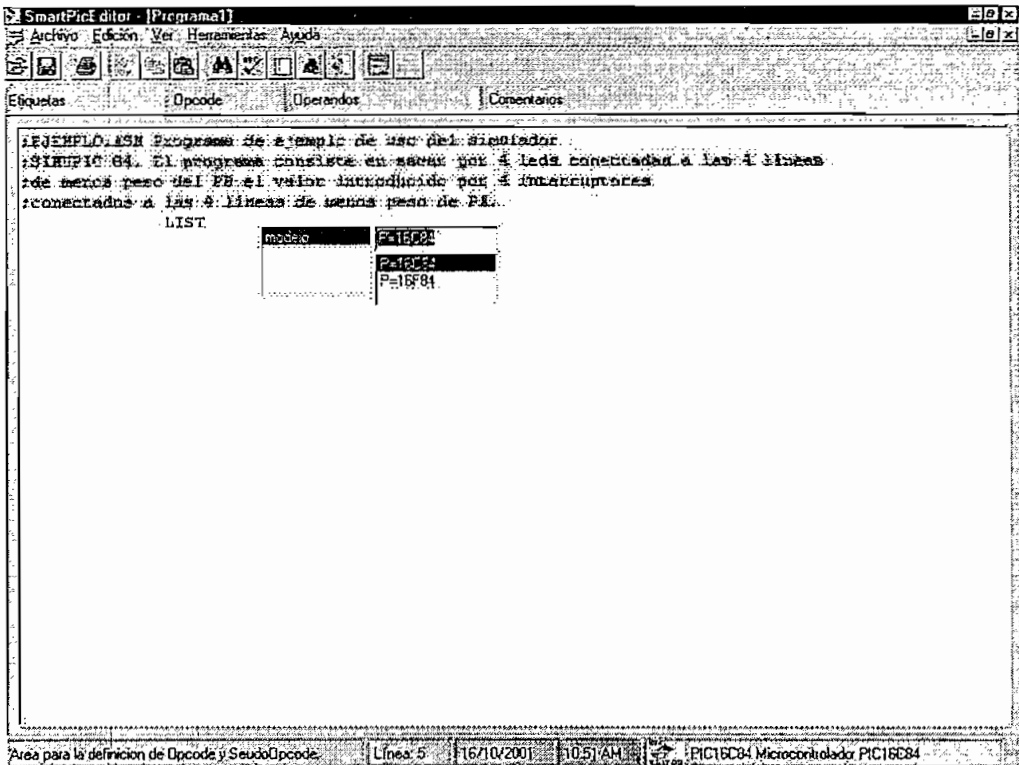 SmartPicEditor - [Programa1]
Archivo Edición Ver Herramientas Ayuda
Etiquetas Opcode Operandos Comentarios
;EJEMPLO.ASM Programa de ejemplo de uso del simulador
;SIMUPIC 84. El programa consiste en sacar por 4 leds conectadas a las 4 lineas
;de menos peso del PB el valor introducido por 4 interruptores
;conectados a las 4 lineas de menos peso de PA.
LIST
modelo P=16C84
P=16C84
P=16F84
Area para la definicion de Opcode y SeudoOpcode Línea: 5 16/10/2001 10:51 AM PIC16C84 Microcontrolador PIC16C84